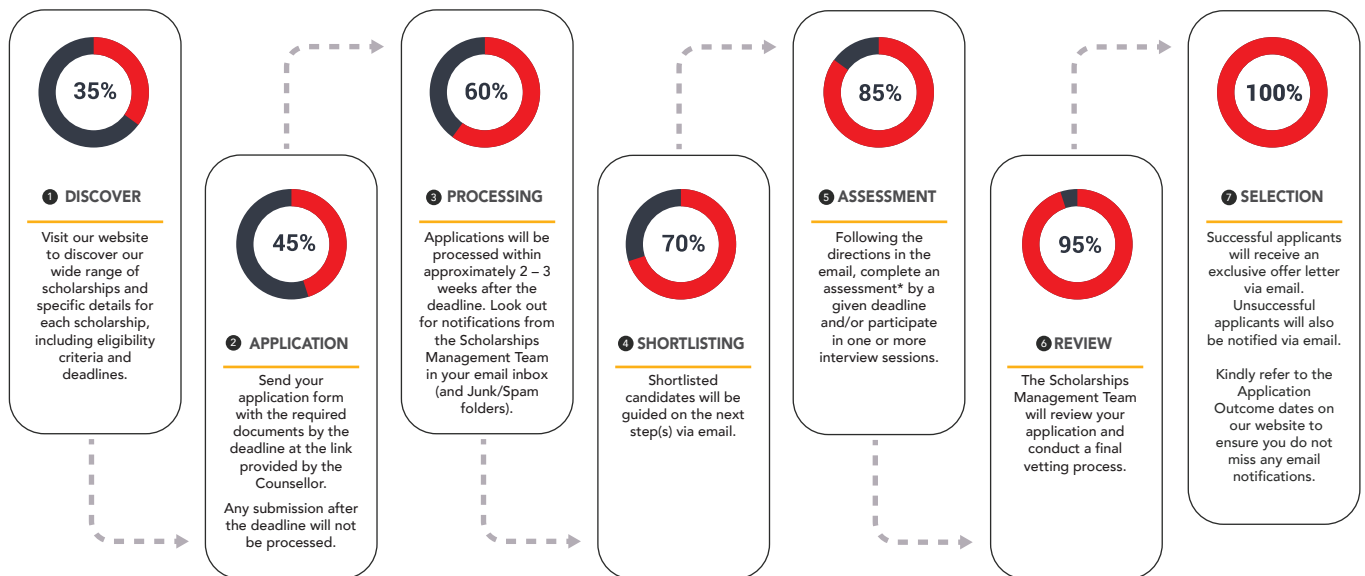 35%
1 DISCOVER
Visit our website
to discover our
wide range of
scholarships and
specific details for
each scholarship,
including eligibility
criteria and
deadlines.
45%
2 APPLICATION
Send your
application form
with the required
documents by the
deadline at the link
provided by the
Counsellor.
Any submission after
the deadline will not
be processed.
60%
3 PROCESSING
Applications will be
processed within
approximately 2 – 3
weeks after the
deadline. Look out
for notifications from
the Scholarships
Management Team
in your email inbox
(and Junk/Spam
folders).
70%
4 SHORTLISTING
Shortlisted
candidates will be
guided on the next
step(s) via email.
85%
5 ASSESSMENT
Following the
directions in the
email, complete an
assessment* by a
given deadline
and/or participate
in one or more
interview sessions.
95%
6 REVIEW
The Scholarships
Management Team
will review your
application and
conduct a final
vetting process.
100%
7 SELECTION
Successful applicants
will receive an
exclusive offer letter
via email.
Unsuccessful
applicants will also
be notified via email.
Kindly refer to the
Application
Outcome dates on
our website to
ensure you do not
miss any email
notifications.